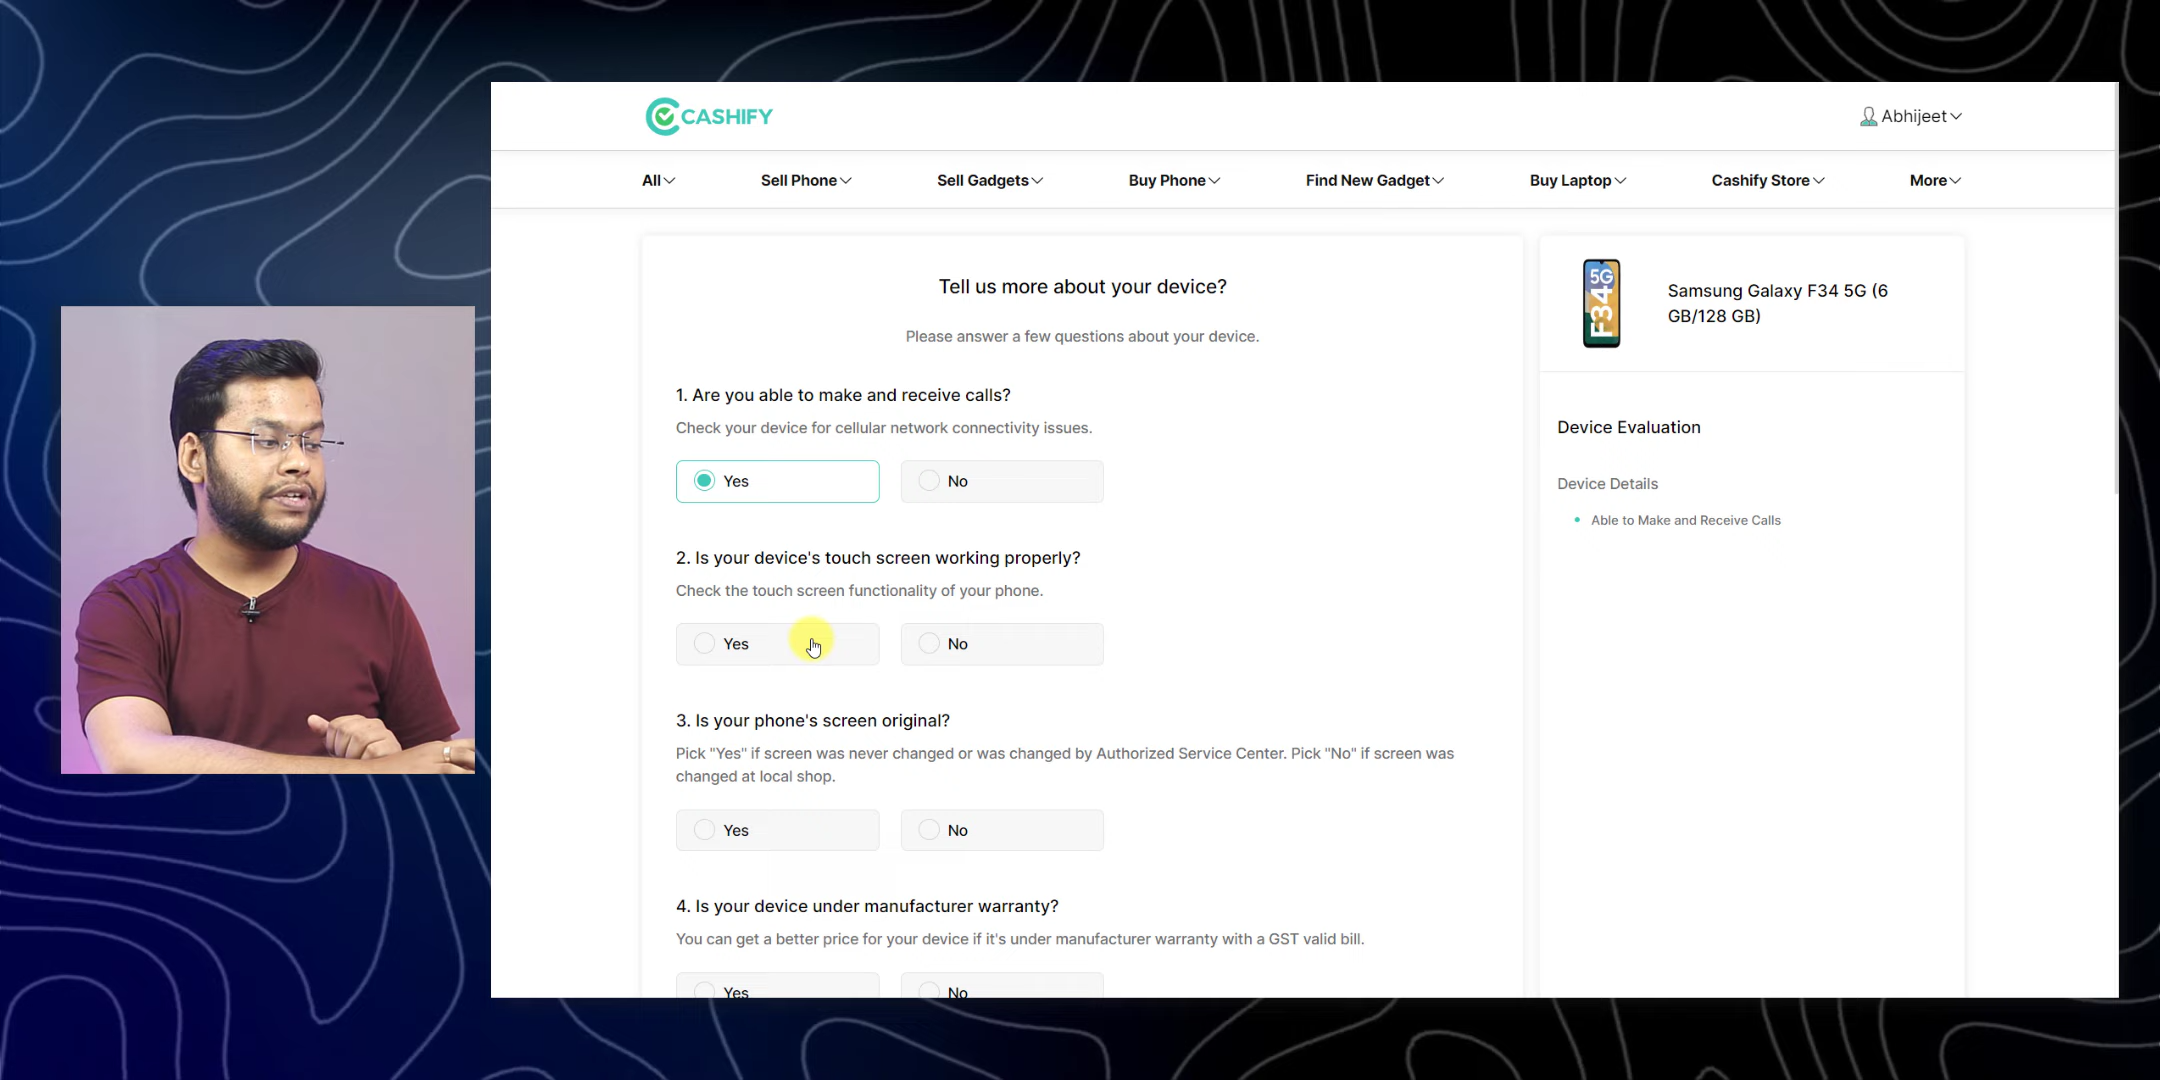 CASHIFY
Abhijeet
All
Sell Phone
Sell Gadgets
Buy Phone
Find New Gadget
Buy Laptop
Cashify Store
More
Tell us more about your device?
Please answer a few questions about your device.
1. Are you able to make and receive calls?
Check your device for cellular network connectivity issues.
Yes
No
2. Is your device's touch screen working properly?
Check the touch screen functionality of your phone.
Yes
No
3. Is your phone's screen original?
Pick "Yes" if screen was never changed or was changed by Authorized Service Center. Pick "No" if screen was
changed at local shop.
Yes
No
4. Is your device under manufacturer warranty?
You can get a better price for your device if it's under manufacturer warranty with a GST valid bill.
Yes
No
5G
F34
Samsung Galaxy F34 5G (6
GB/128 GB)
Device Evaluation
Device Details
Able to Make and Receive Calls